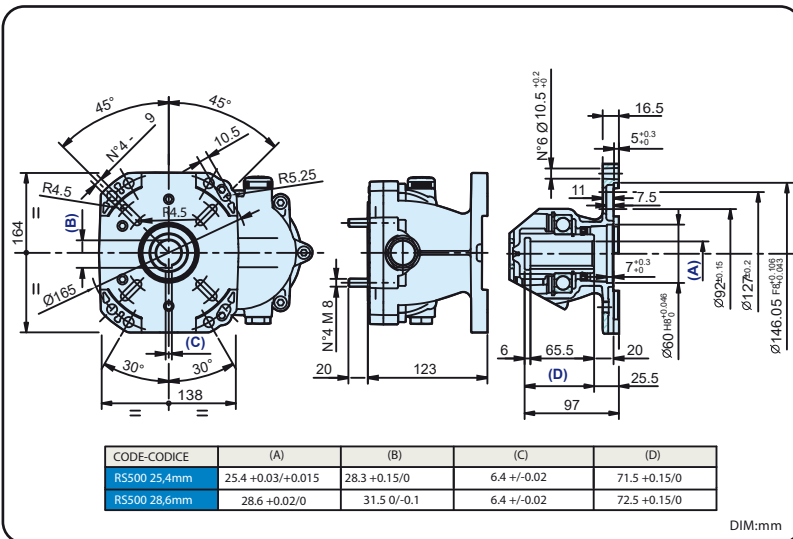 45°
45°
N°4 - 9
10.5
R4.5
R5.25
R4.5
164
=
=
(B)
Ø165
(C)
30°
30°
138
=
=
N°4 M 8
20
123
N°6 Ø 10.5 +0.2 +0
16.5
5 +0.3 +0
11
7.5
7 +0.3 +0
(A)
Ø60 H8 +0.046 0
Ø92 ±0.15
Ø127 ±0.2
Ø146.05 F8 +0.106 +0.043
6
65.5
20
(D)
25.5
97
CODE-CODICE (A) (B) (C) (D)
RS500 25,4mm 25.4 +0.03/+0.015 28.3 +0.15/0 6.4 +/-0.02 71.5 +0.15/0
RS500 28,6mm 28.6 +0.02/0 31.5 0/-0.1 6.4 +/-0.02 72.5 +0.15/0
DIM:mm